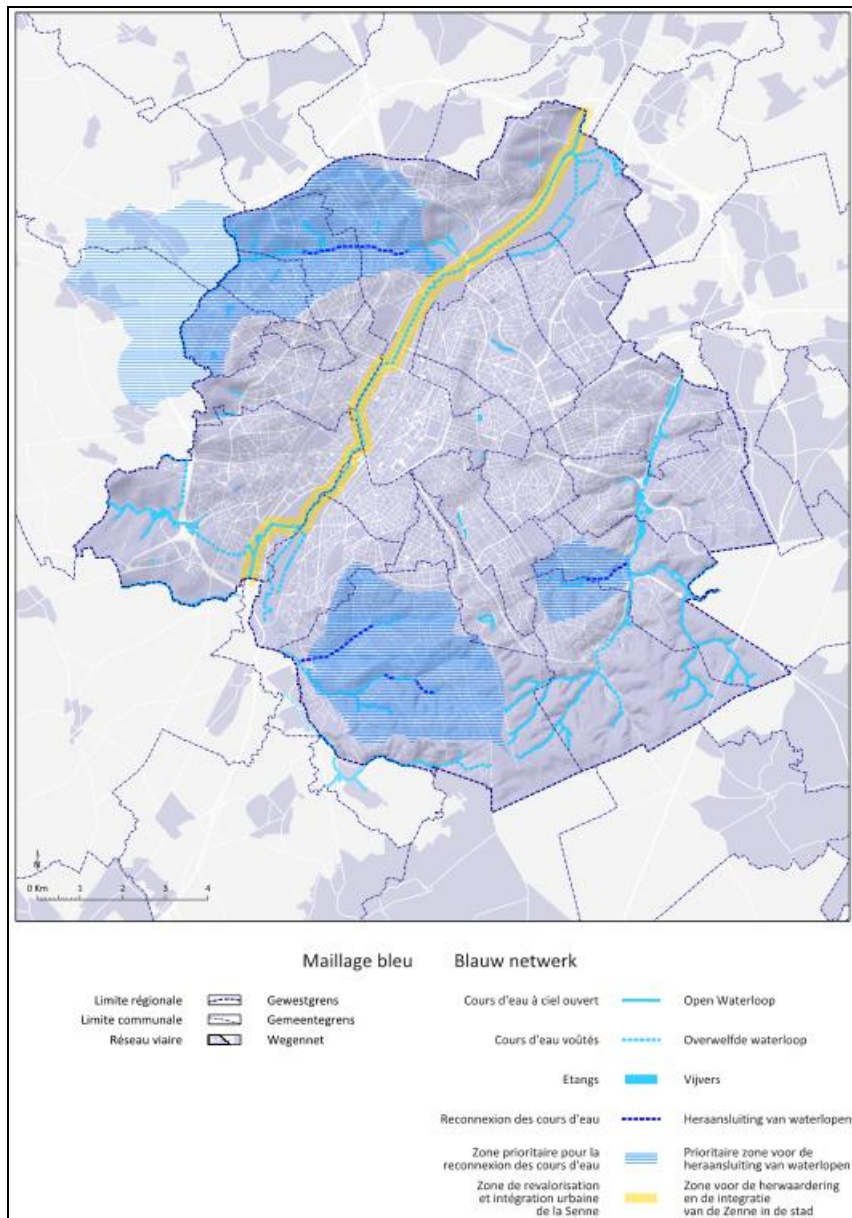 N
0 Km 1 2 3 4
Maillage bleu Blauw netwerk
Limite régionale Gewestgrens
Limite communale Gemeentegrens
Réseau viaire Wegennet
Cours d'eau à ciel ouvert Open Waterloop
Cours d'eau voûtés Overwelfde waterloop
Etangs Vijvers
Reconnexion des cours d'eau Heraansluiting van waterlopen
Zone prioritaire pour la Prioritaire zone voor de
reconnexion des cours d'eau heraansluiting van waterlopen
Zone de revalorisation Zone voor de herwaardering
et intégration urbaine en de integratie
de la Senne van de Zenne in de stad